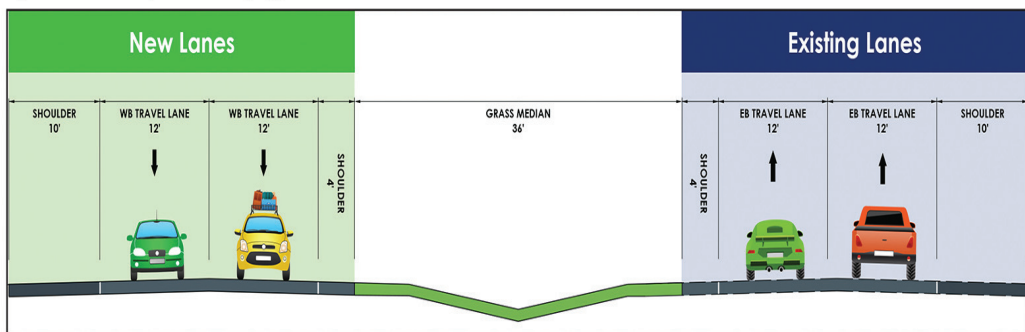 New Lanes
Existing Lanes
SHOULDER
10'
WB TRAVEL LANE
12'
WB TRAVEL LANE
12'
SHOULDER
4'
GRASS MEDIAN
36'
SHOULDER
4'
EB TRAVEL LANE
12'
EB TRAVEL LANE
12'
SHOULDER
10'